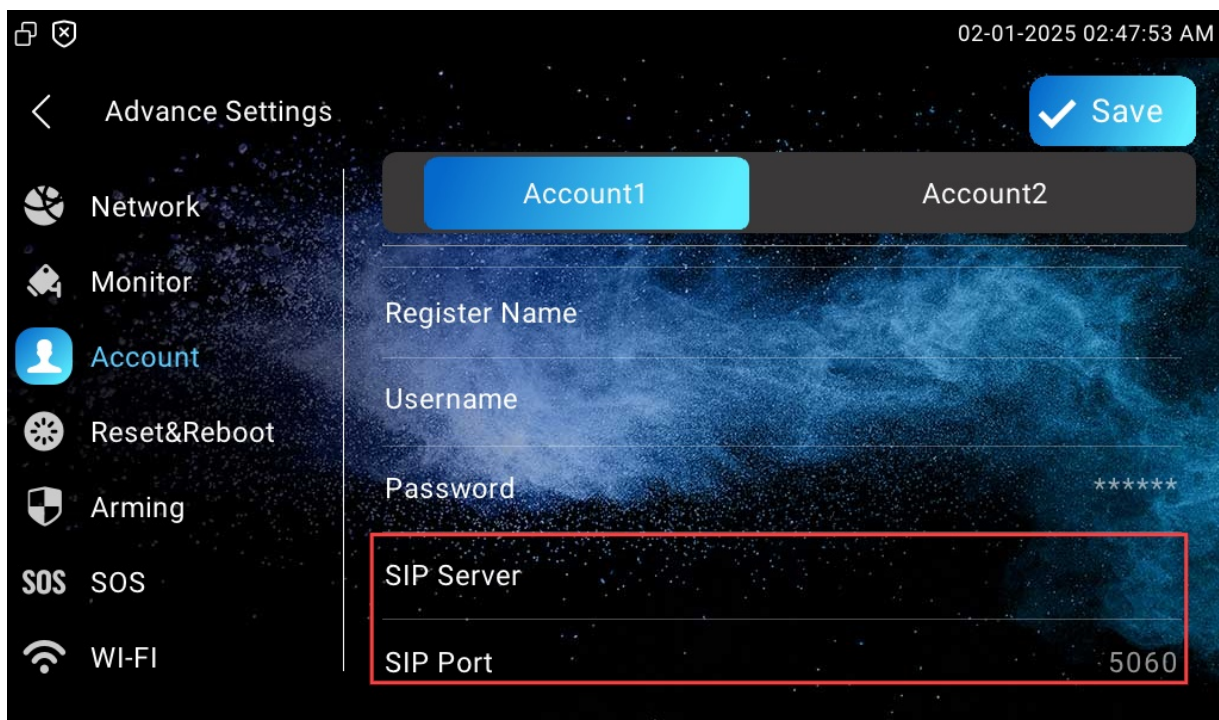 02-01-2025 02:47:53 AM
Advance Settings
Save
Network
Monitor
Account
Reset&Reboot
Arming
SOS SOS
WI-FI
Account1
Account2
Register Name
Username
Password ******
SIP Server
SIP Port 5060